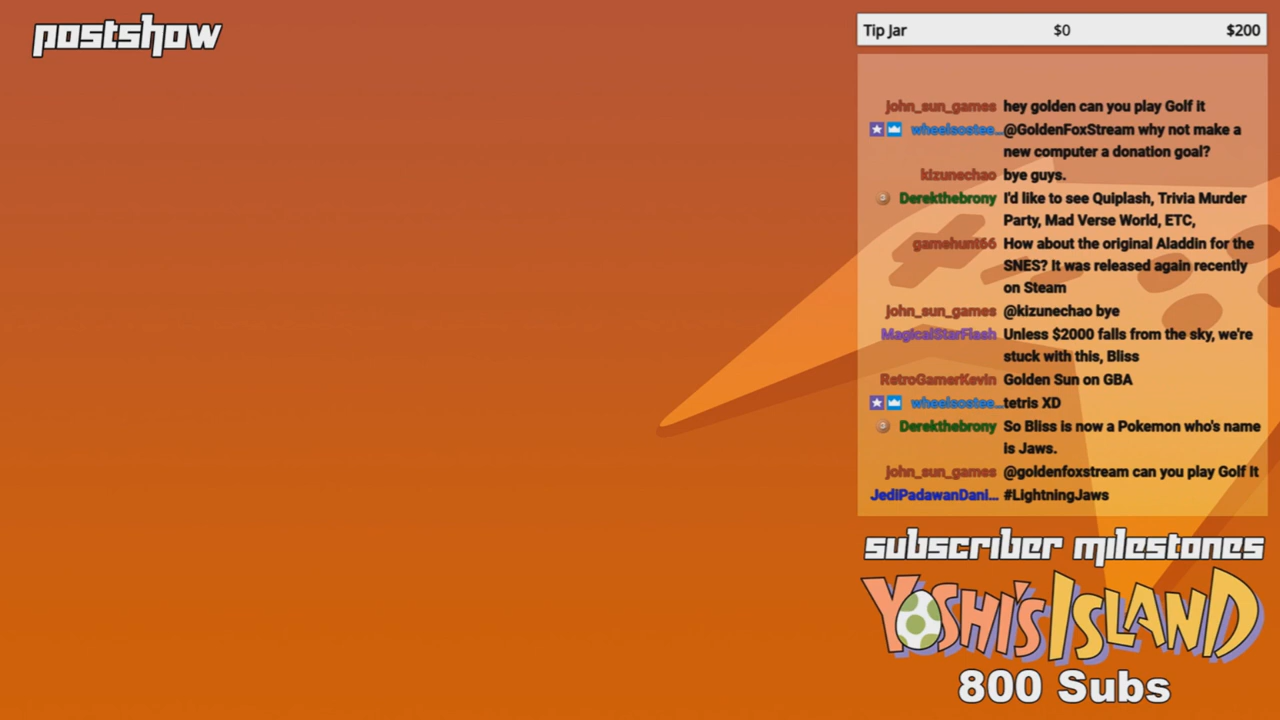 postshow
Tip Jar $0 $200
john_sun_games hey golden can you play Golf it
wheelsostee... @GoldenFoxStream why not make a
new computer a donation goal?
kizunechao bye guys.
Derekthebrony I'd like to see Quiplash, Trivia Murder
Party, Mad Verse World, ETC,
gamehunt66 How about the original Aladdin for the
SNES? It was released again recently
on Steam
john_sun_games @kizunechao bye
MagicalStarFlash Unless $2000 falls from the sky, we're
stuck with this, Bliss
RetroGamerKevin Golden Sun on GBA
wheelsostee... tetris XD
Derekthebrony So Bliss is now a Pokemon who's name
is Jaws.
john_sun_games @goldenfoxstream can you play Golf It
JediPadawanDani... #LightningJaws
subscriber milestones
YOSHI'S ISLAND
800 Subs